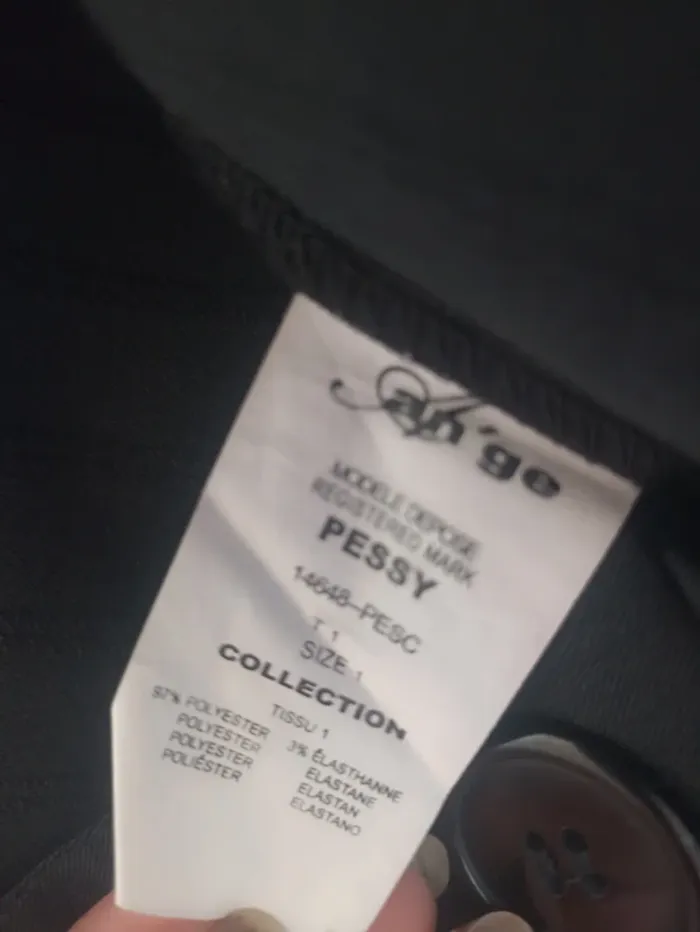 an'ge
MODELE DEPOSE
REGISTERED MARK
PESSY
14648-PESC
T 1
SIZE 1
COLLECTION
TISSU 1
97% POLYESTER 3% ÉLASTHANNE
POLYESTER ELASTANE
POLYESTER ELASTAN
POLIÉSTER ELASTANO